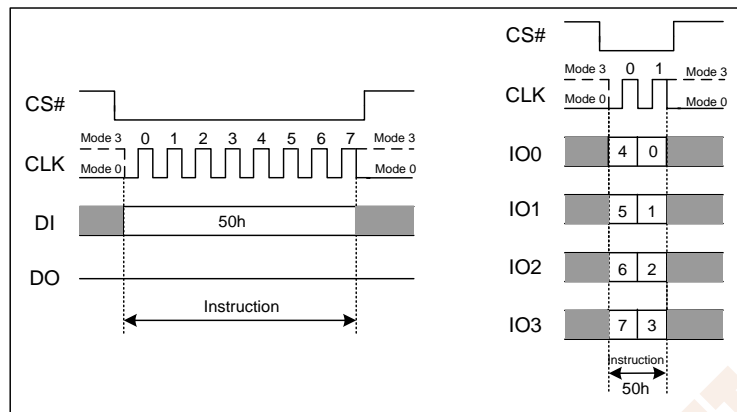 CS#
Mode 3 0 1 2 3 4 5 6 7 Mode 3
CLK
Mode 0 Mode 0
DI 50h
DO
Instruction
CS#
Mode 3 0 1 Mode 3
CLK
Mode 0 Mode 0
IO0 4 0
IO1 5 1
IO2 6 2
IO3 7 3
Instruction
50h